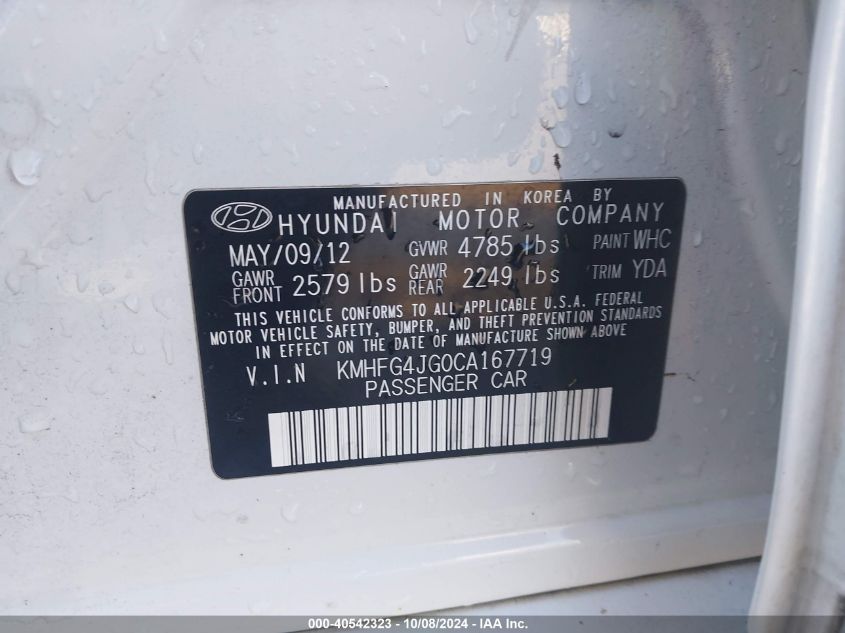 MANUFACTURED IN KOREA BY
HYUNDAI MOTOR COMPANY
MAY/09/12 GVWR 4785 lbs PAINT WHC
GAWR FRONT 2579 lbs GAWR REAR 2249 lbs TRIM YDA
THIS VEHICLE CONFORMS TO ALL APPLICABLE U.S.A. FEDERAL
MOTOR VEHICLE SAFETY, BUMPER, AND THEFT PREVENTION STANDARDS
IN EFFECT ON THE DATE OF MANUFACTURE SHOWN ABOVE
V.I.N KMHFG4JG0CA167719
PASSENGER CAR
000-40542323 - 10/08/2024 - IAA Inc.